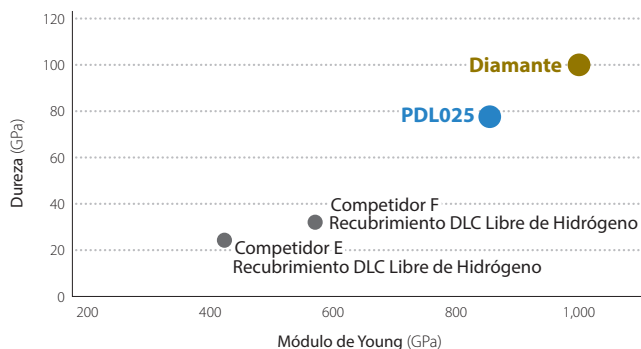 120
100
80
60
40
20
0
Dureza (GPa)
Diamante
PDL025
Competidor F
Recubrimiento DLC Libre de Hidrógeno
Competidor E
Recubrimiento DLC Libre de Hidrógeno
200 400 600 800 1,000
Módulo de Young (GPa)